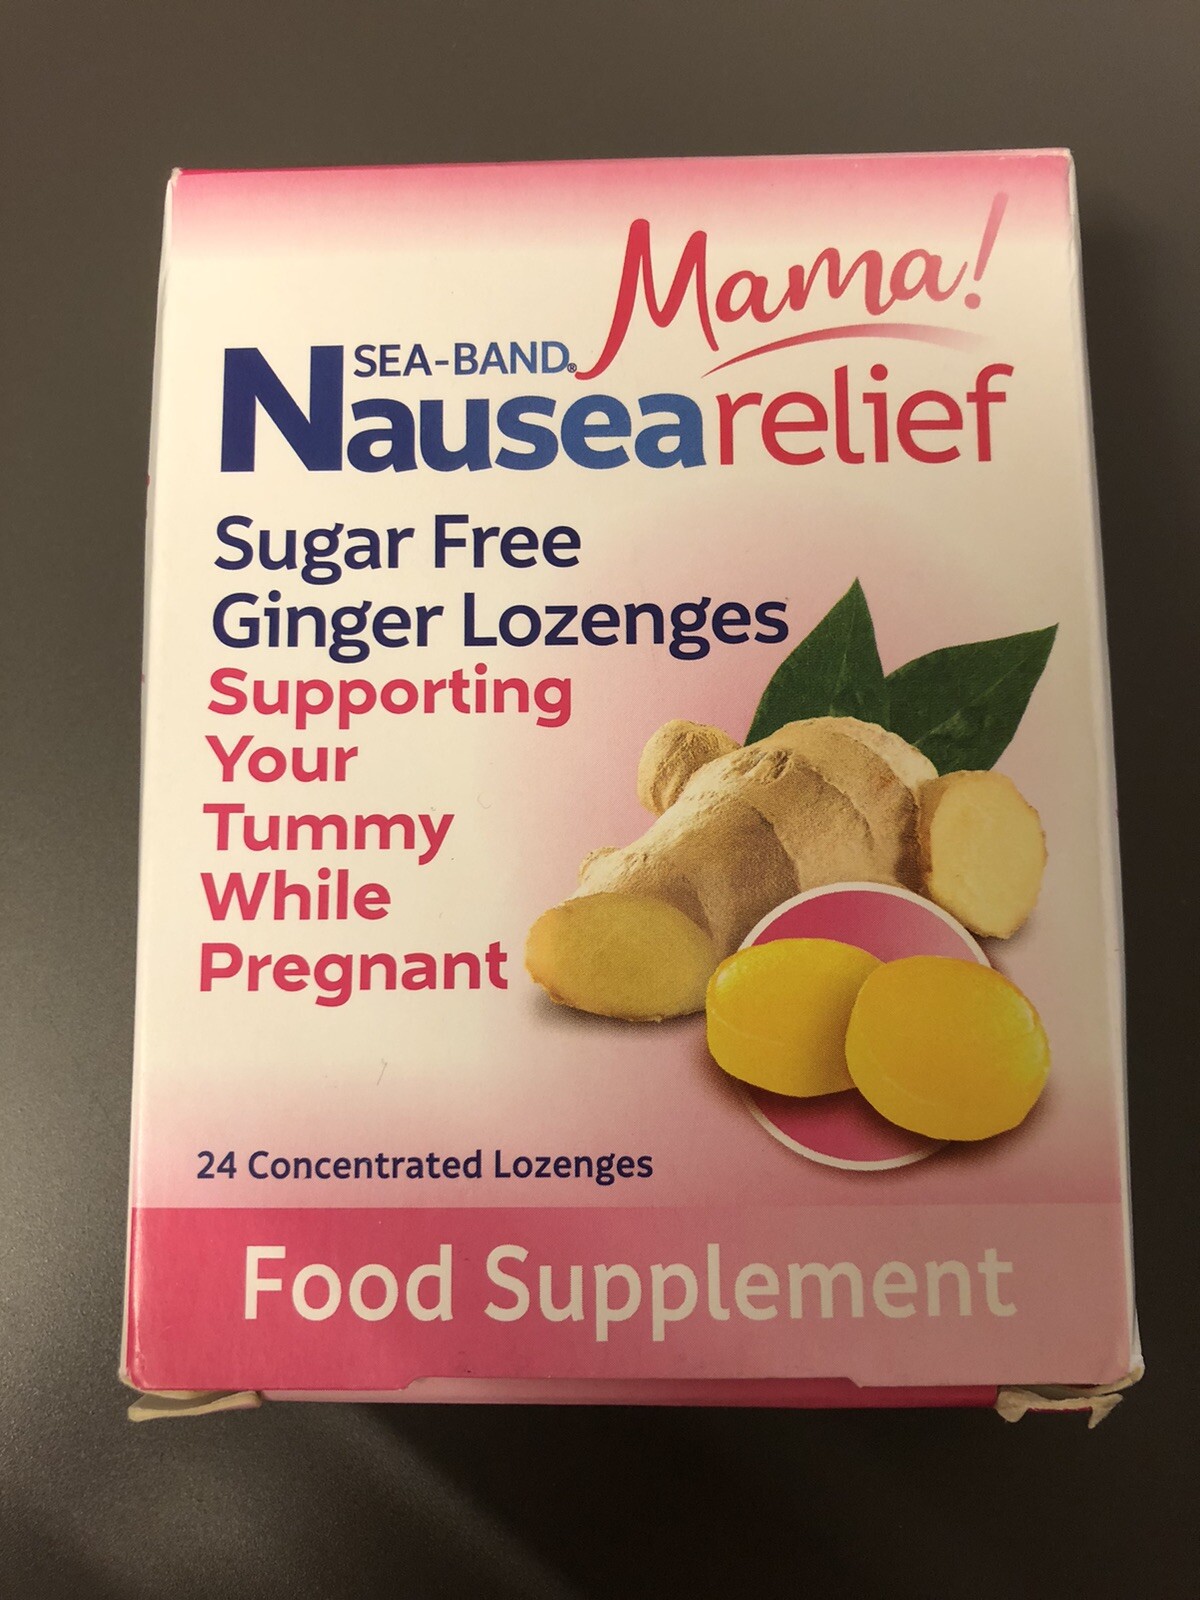 Mama!
SEA-BAND®
Nausearelief
Sugar Free
Ginger Lozenges
Supporting
Your
Tummy
While
Pregnant
24 Concentrated Lozenges
Food Supplement